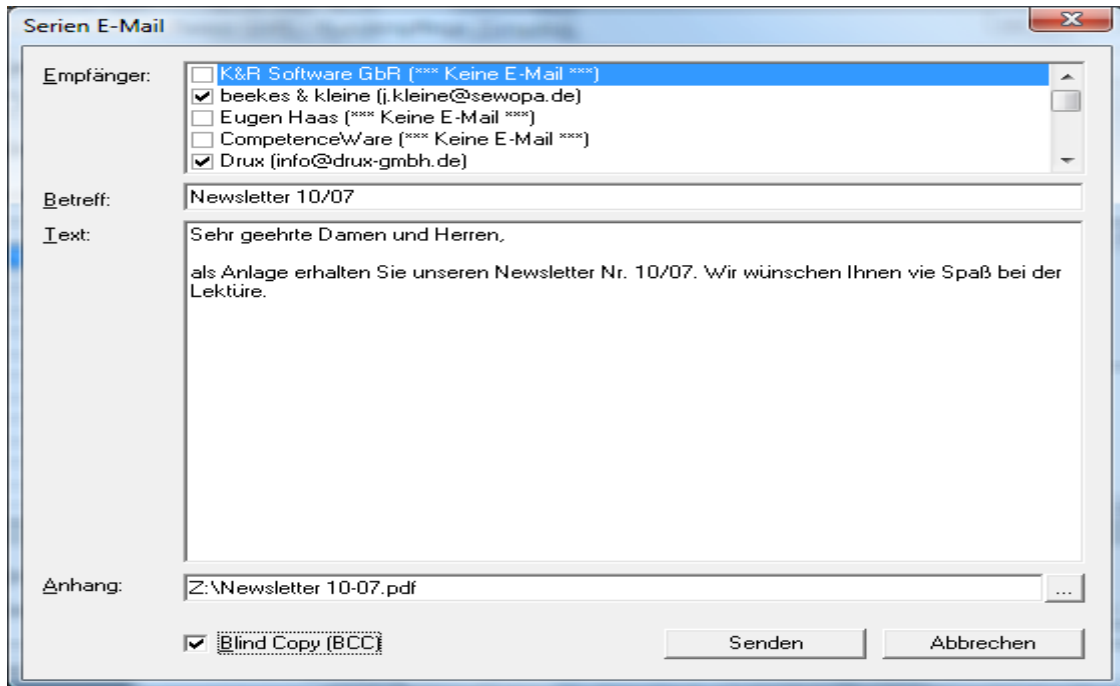 Serien E-Mail
Empfänger:
K&R Software GbR (*** Keine E-Mail ***)
beekes & kleine (j.kleine@sewopa.de)
Eugen Haas (*** Keine E-Mail ***)
CompetenceWare (*** Keine E-Mail ***)
Drux (info@drux-gmbh.de)
Betreff: Newsletter 10/07
Text: Sehr geehrte Damen und Herren,
als Anlage erhalten Sie unseren Newsletter Nr. 10/07. Wir wünschen Ihnen vie Spaß bei der
Lektüre.
Anhang: Z:\Newsletter 10-07.pdf ...
Blind Copy (BCC) Senden Abbrechen